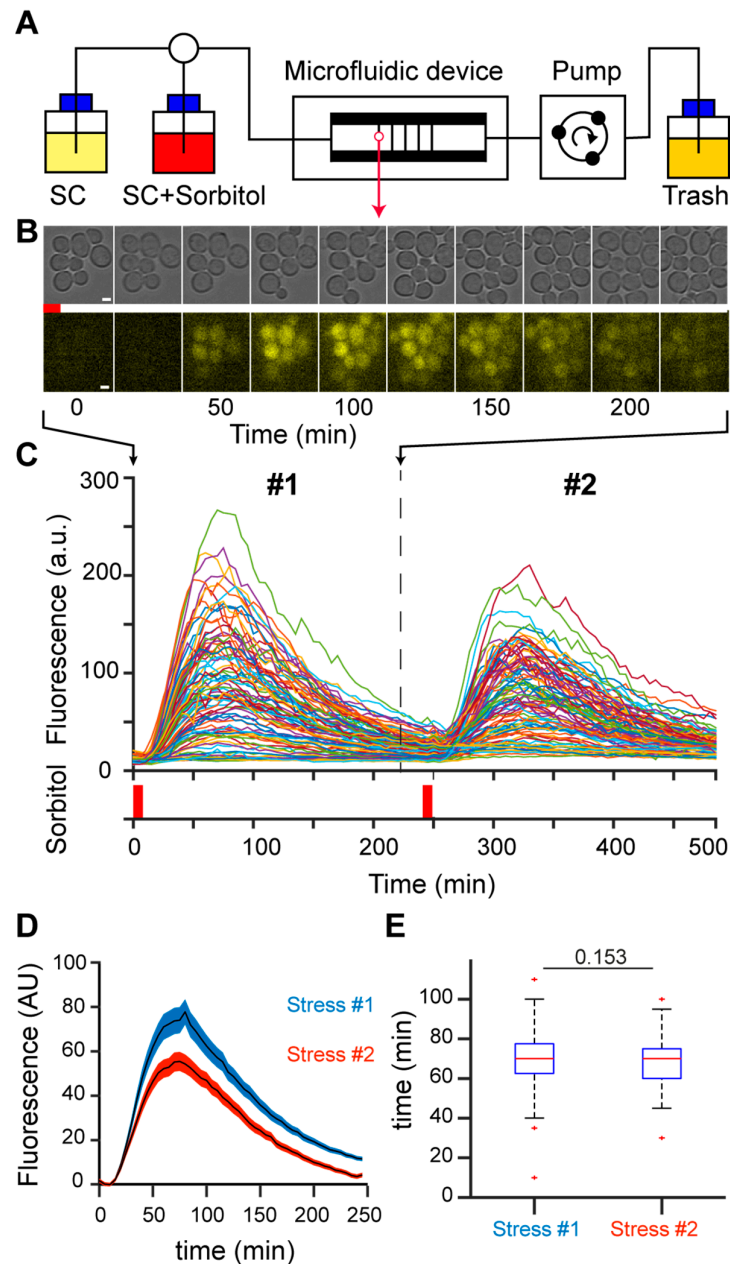 A
Microfluidic device
Pump
SC
SC+Sorbitol
Trash
B
0 50 100 150 200
Time (min)
C
#1
#2
Fluorescence (a.u.)
300
200
100
0
Sorbitol
0 100 200 300 400 500
Time (min)
D
Fluorescence (AU)
100
80
60
40
20
0
Stress #1
Stress #2
0 50 100 150 200 250
time (min)
E
0.153
time (min)
100
80
60
40
20
0
Stress #1
Stress #2